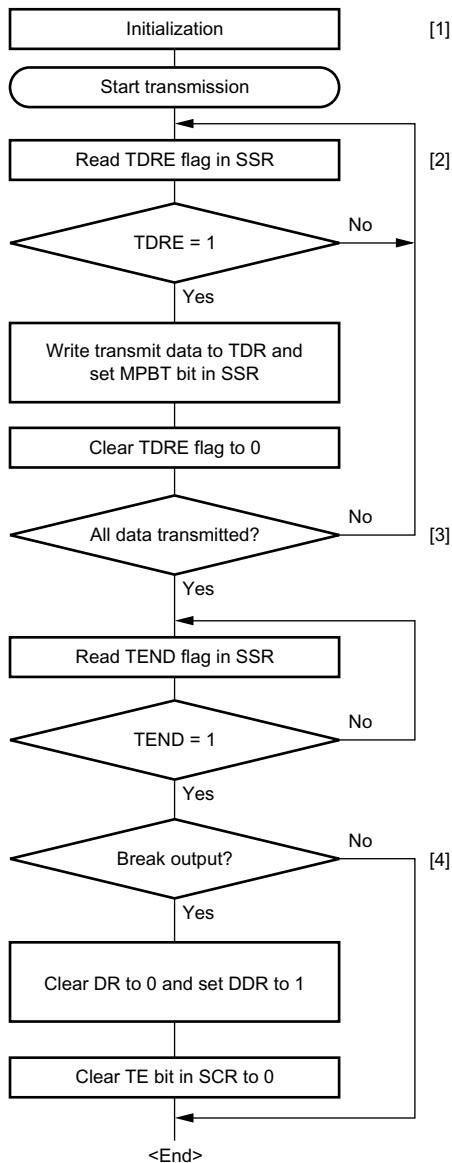 Initialization
[1]
Start transmission
Read TDRE flag in SSR
[2]
No
TDRE = 1
Yes
Write transmit data to TDR and
set MPBT bit in SSR
Clear TDRE flag to 0
No
All data transmitted?
[3]
Yes
Read TEND flag in SSR
No
TEND = 1
Yes
No
Break output?
[4]
Yes
Clear DR to 0 and set DDR to 1
Clear TE bit in SCR to 0
<End>